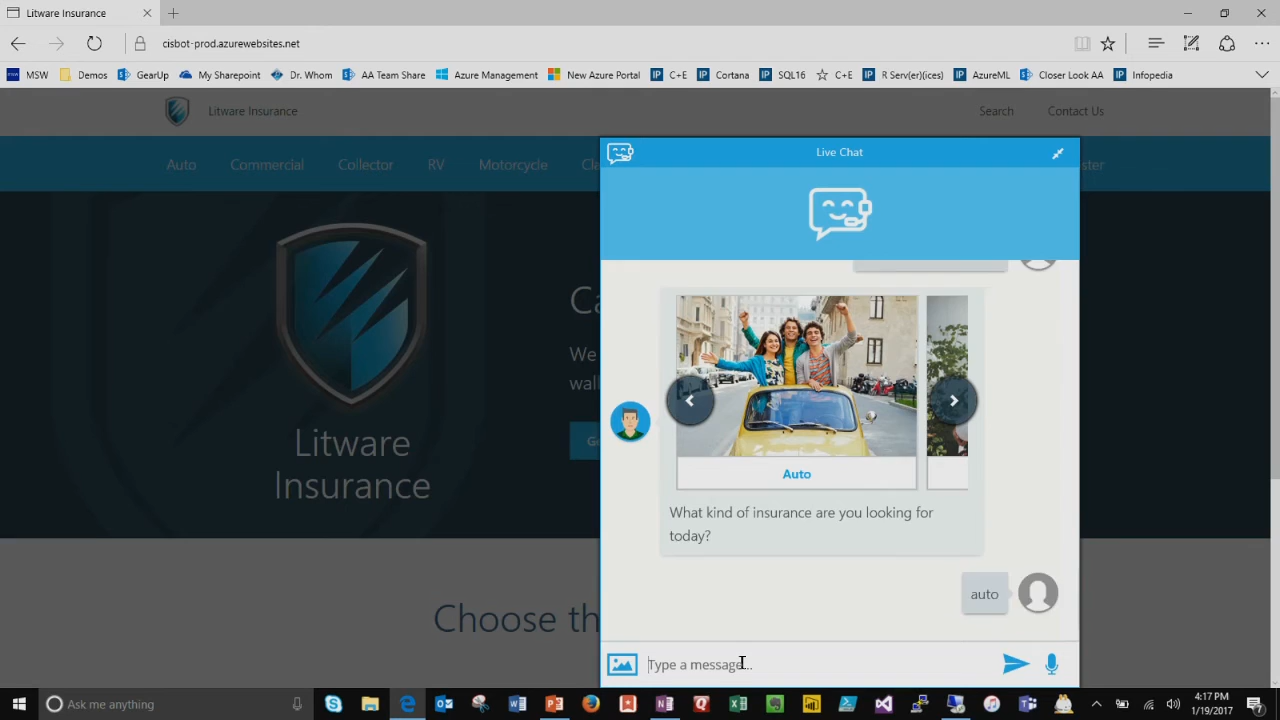 Litware Insurance
cisbot-prod.azurewebsites.net
MSW Demos GearUp My Sharepoint Dr. Whom AA Team Share Azure Management New Azure Portal C+E Cortana SQL16 C+E R Serv(er)(ices) AzureML Closer Look AA Infopedia
Litware Insurance Search Contact Us
Auto Commercial Collector RV Motorcycle
Live Chat
We
Litware
Insurance
Auto
What kind of insurance are you looking for
today?
auto
Choose
Type a message...
Ask me anything
4:17 PM
1/19/2017